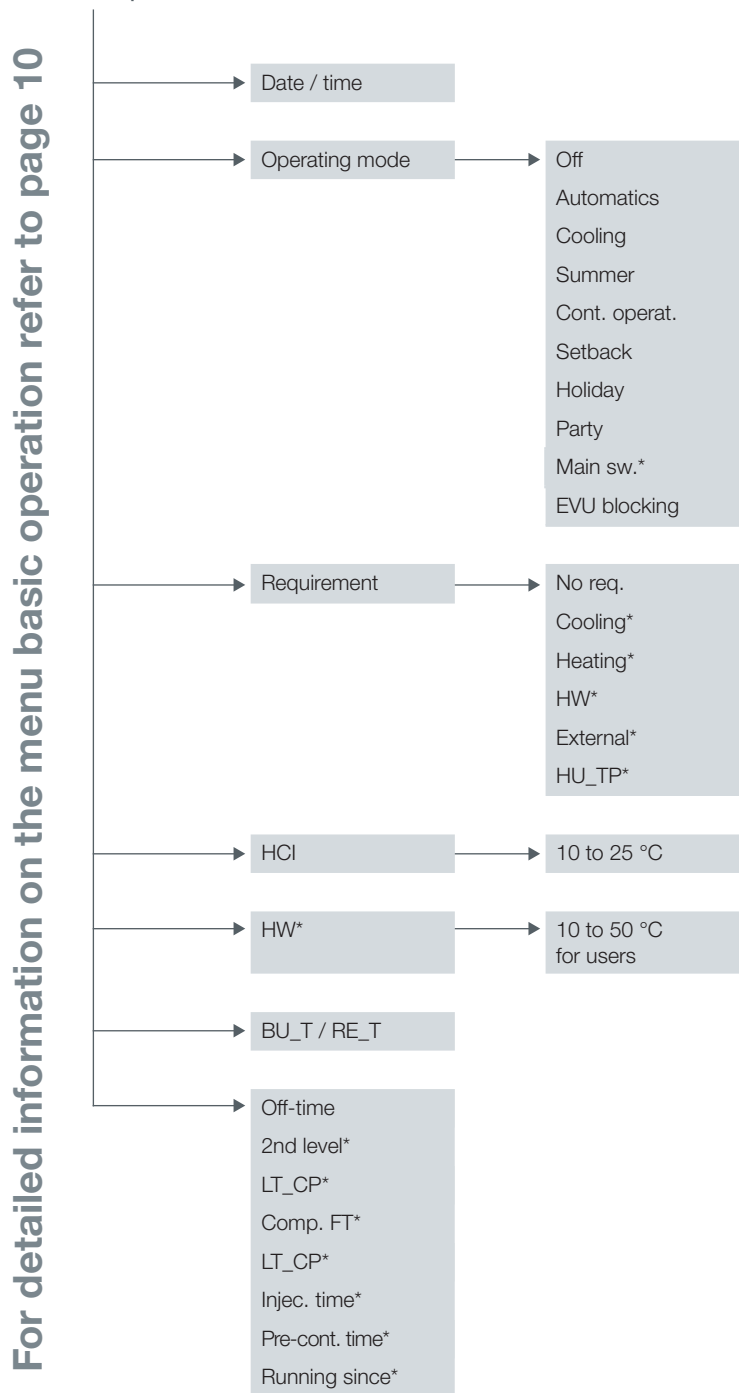 For detailed information on the menu basic operation refer to page 10
Date / time
Operating mode
Off
Automatics
Cooling
Summer
Cont. operat.
Setback
Holiday
Party
Main sw.*
EVU blocking
Requirement
No req.
Cooling*
Heating*
HW*
External*
HU_TP*
HCI
10 to 25 °C
HW*
10 to 50 °C
for users
BU_T / RE_T
Off-time
2nd level*
LT_CP*
Comp. FT*
LT_CP*
Injec. time*
Pre-cont. time*
Running since*